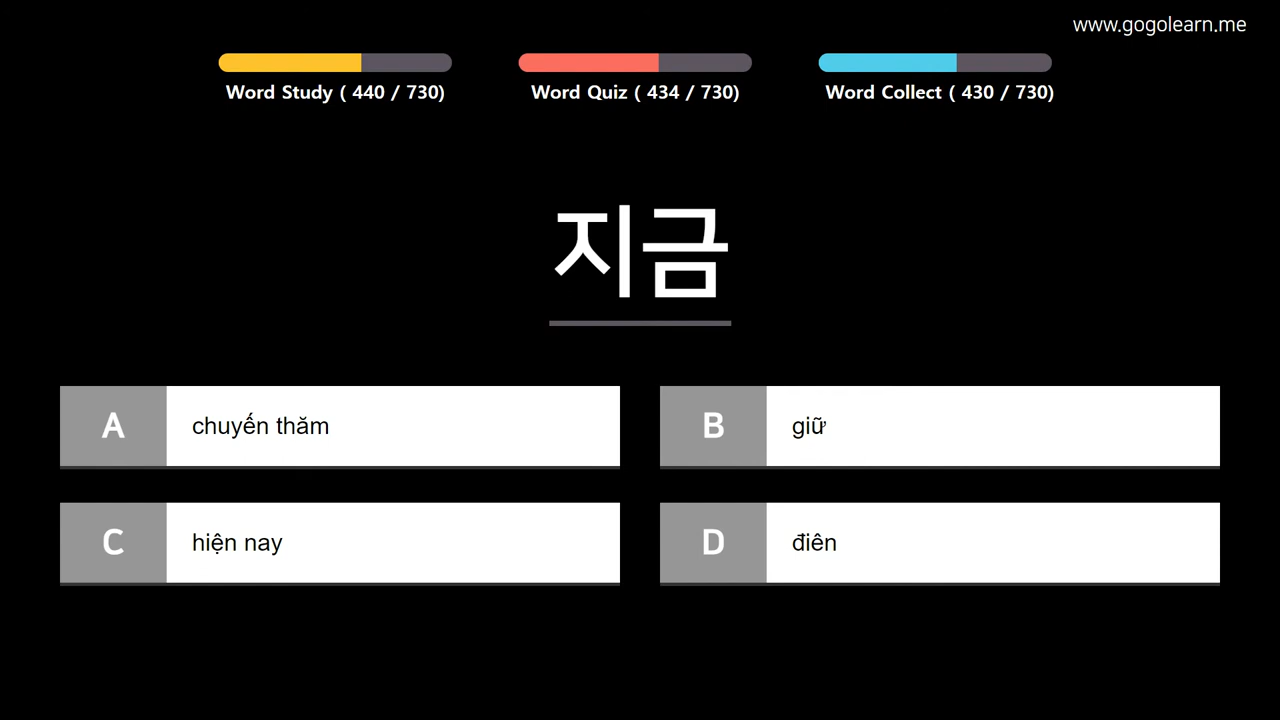 www.gogolearn.me
Word Study ( 440 / 730)
Word Quiz ( 434 / 730)
Word Collect ( 430 / 730)
지금
A chuyến thăm
B giữ
C hiện nay
D điên